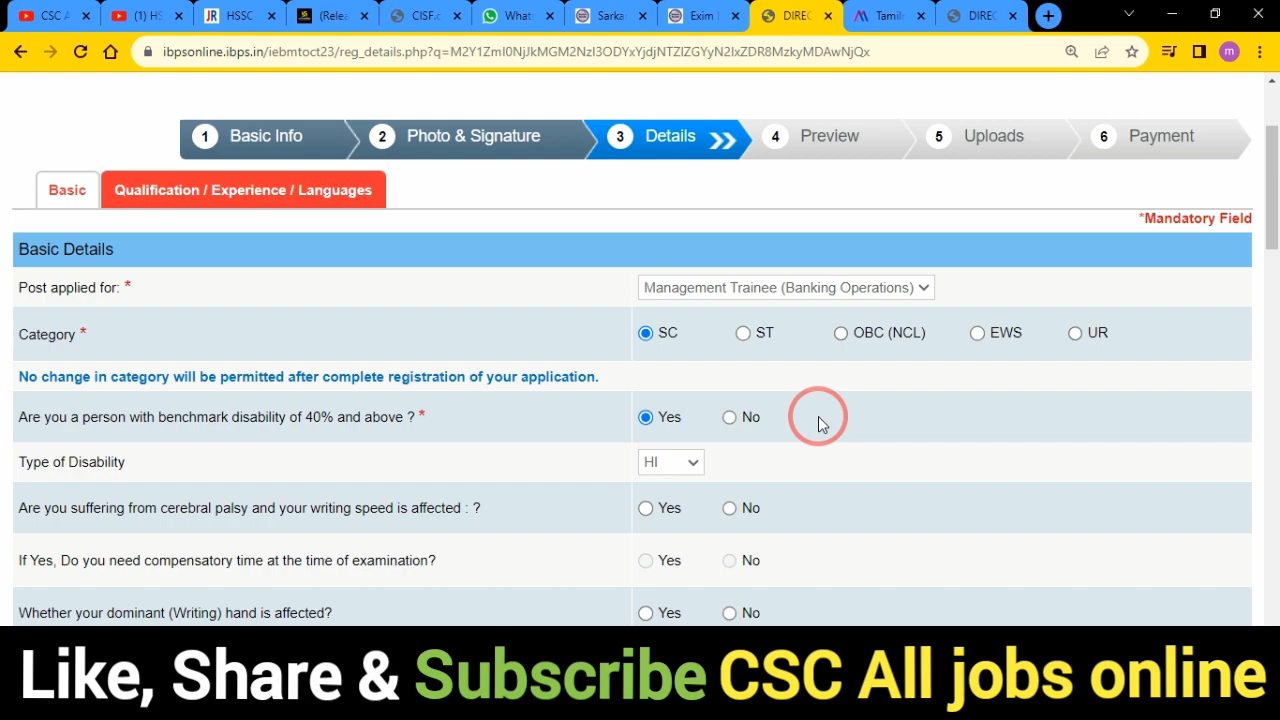 CSC A
(1) HS
HSSC
(Relea
CISF.c
Whats
Sarka
Exim B
DIREC
Tamiln
DIREC
ibpsonline.ibps.in/iebmtoct23/reg_details.php?q=M2Y1ZmI0NjJkMGM2NzI3ODYxYjdjNTZlZGYyN2IxZDR8MzkyMDAwNjQx
m
1 Basic Info 2 Photo & Signature 3 Details 4 Preview 5 Uploads 6 Payment
Basic Qualification / Experience / Languages
*Mandatory Field
Basic Details
Post applied for: * Management Trainee (Banking Operations)
Category * SC ST OBC (NCL) EWS UR
No change in category will be permitted after complete registration of your application.
Are you a person with benchmark disability of 40% and above ? * Yes No
Type of Disability HI
Are you suffering from cerebral palsy and your writing speed is affected : ? Yes No
If Yes, Do you need compensatory time at the time of examination? Yes No
Whether your dominant (Writing) hand is affected? Yes No
Like, Share & Subscribe CSC All jobs online